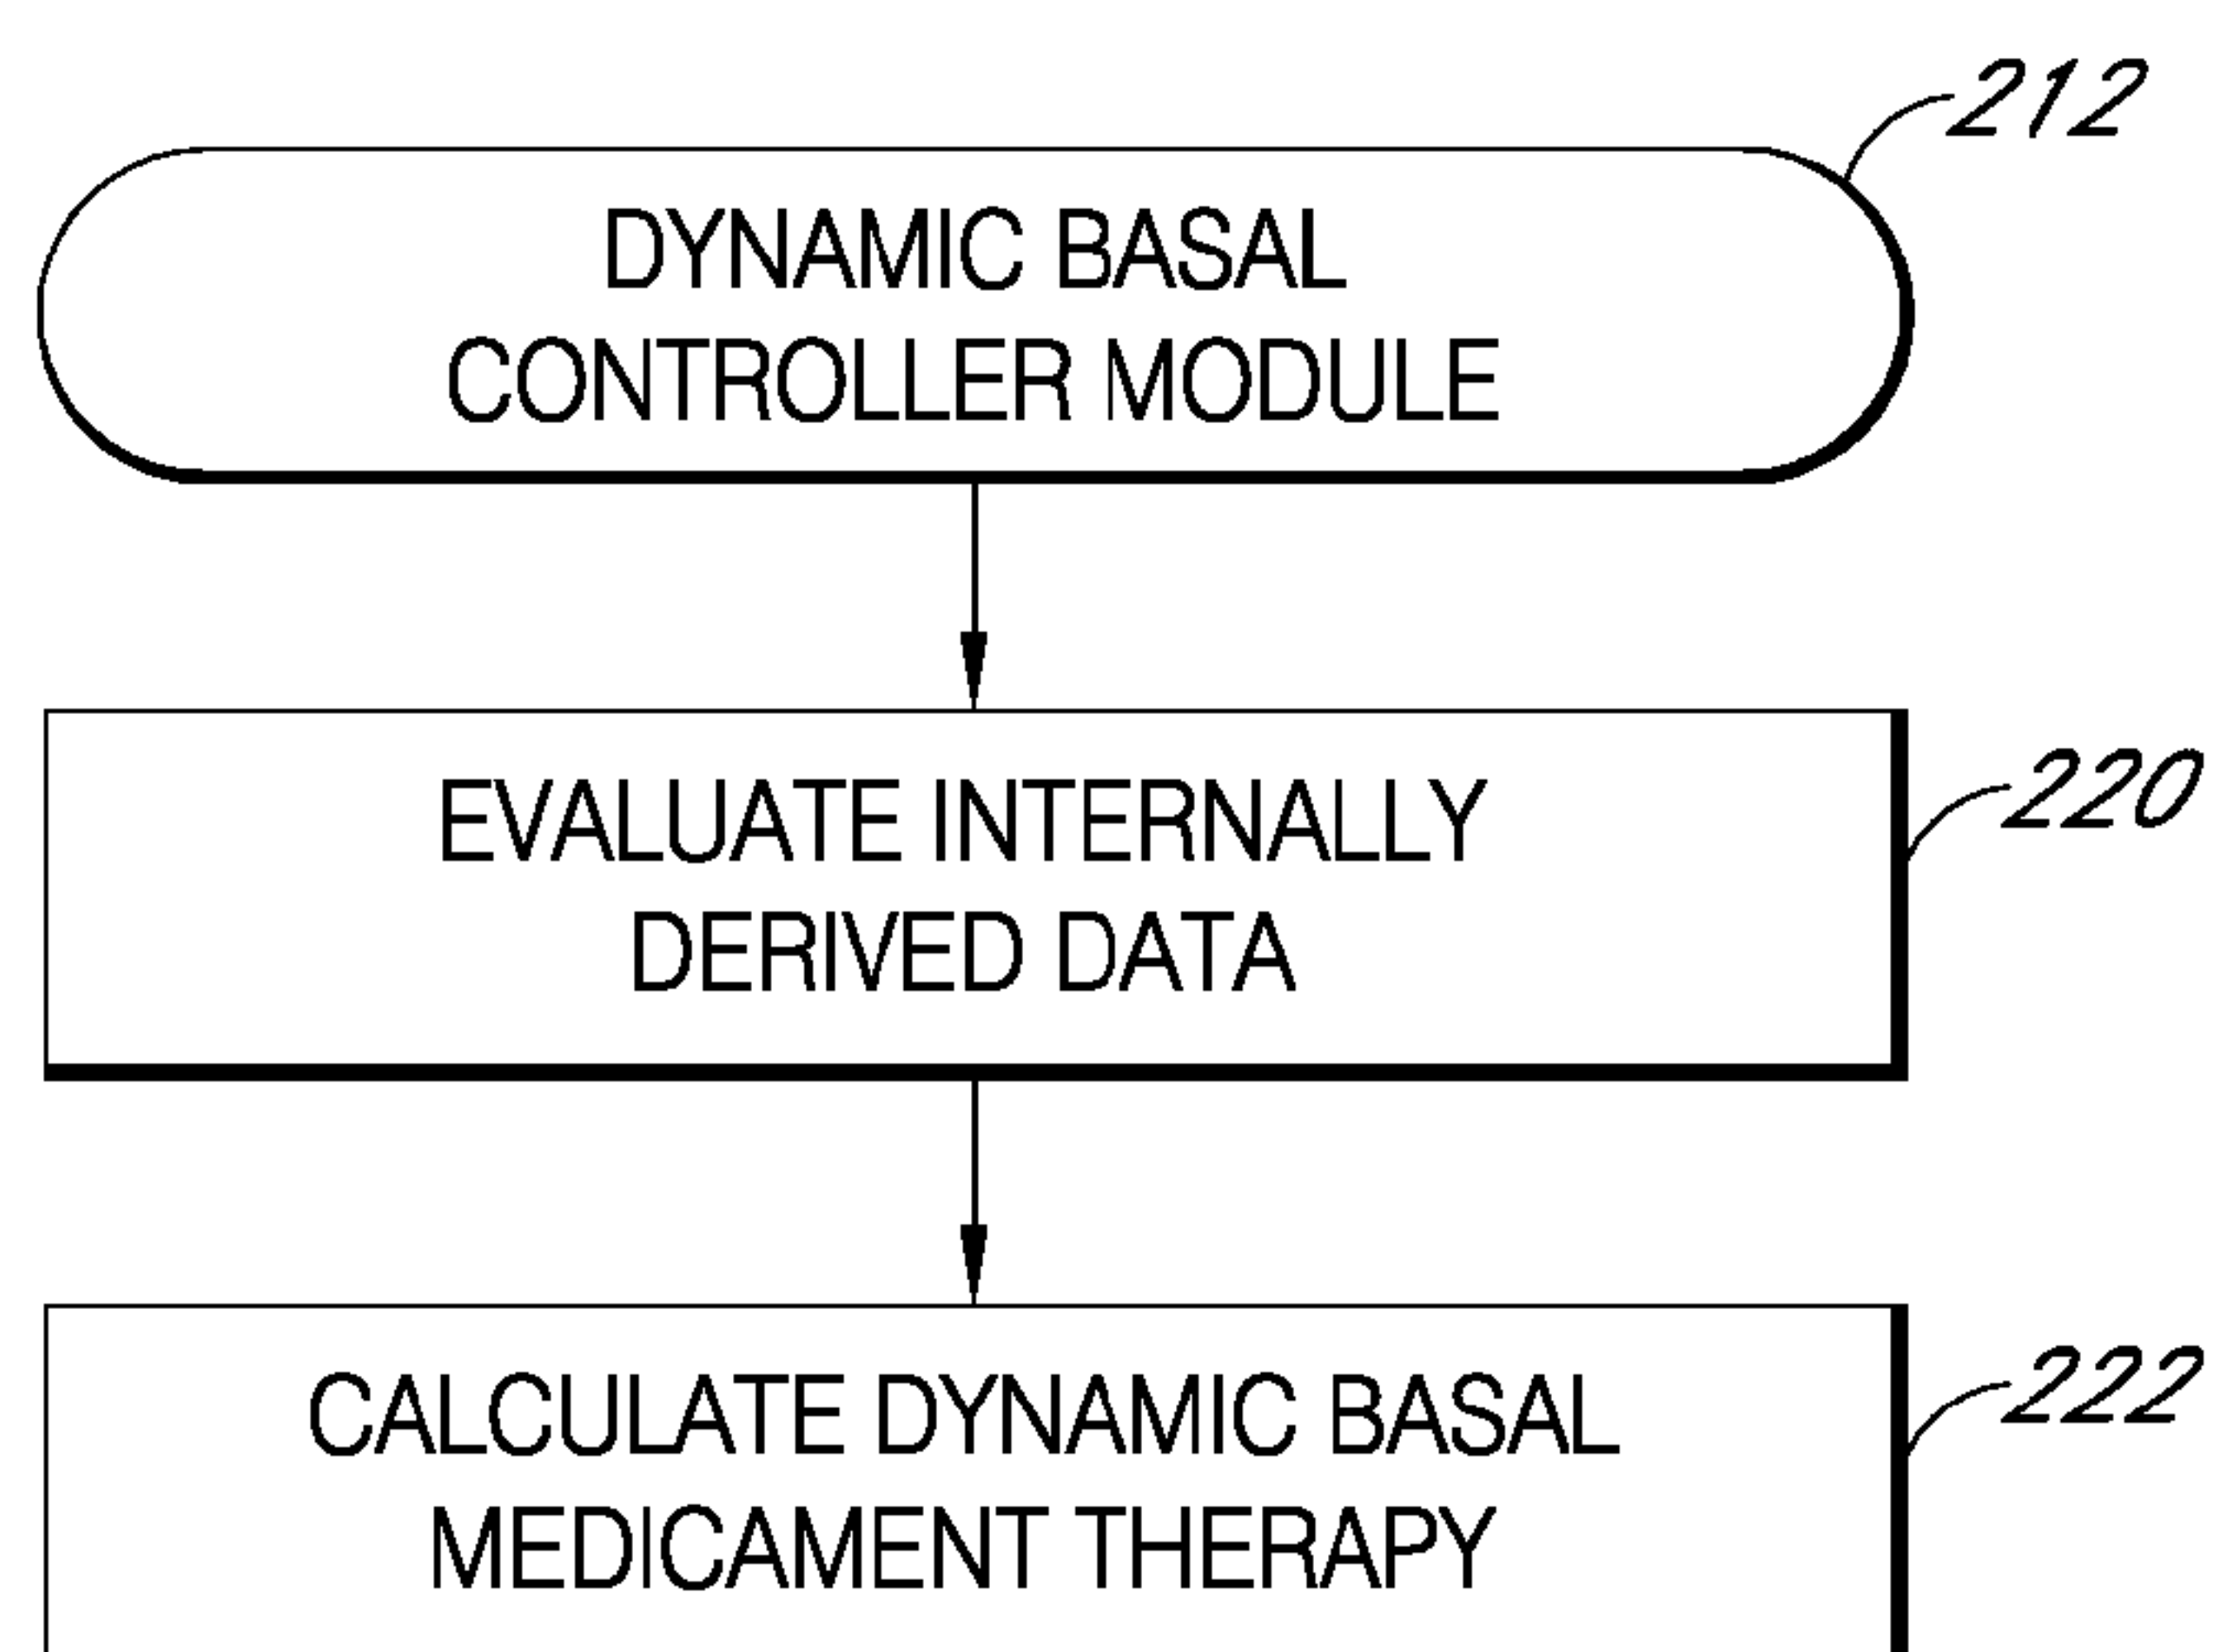 212
DYNAMIC BASAL
CONTROLLER MODULE
EVALUATE INTERNALLY
220
DERIVED DATA
CALCULATE DYNAMIC BASAL
222
MEDICAMENT THERAPY